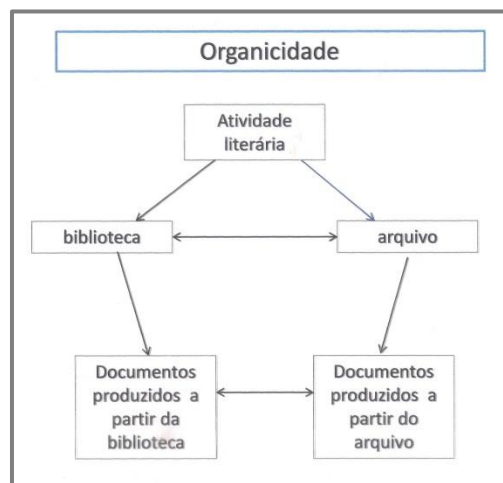 Organicidade
Atividade
literária
biblioteca
arquivo
Documentos
produzidos a
partir da
biblioteca
Documentos
produzidos a
partir do
arquivo